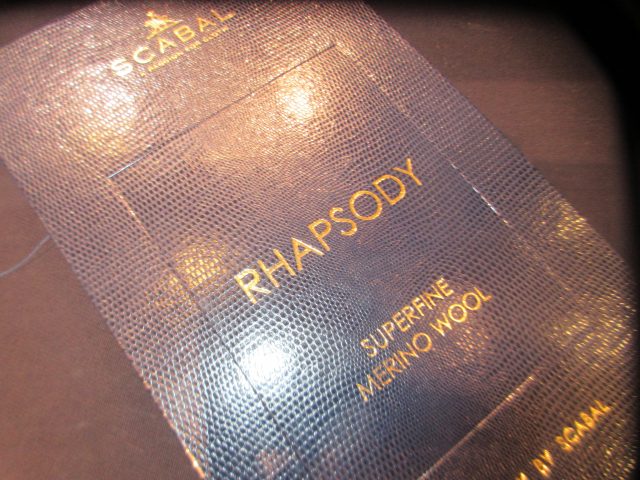 SCABAL
RHAPSODY
SUPERFINE
MERINO WOOL
BY SCABAL